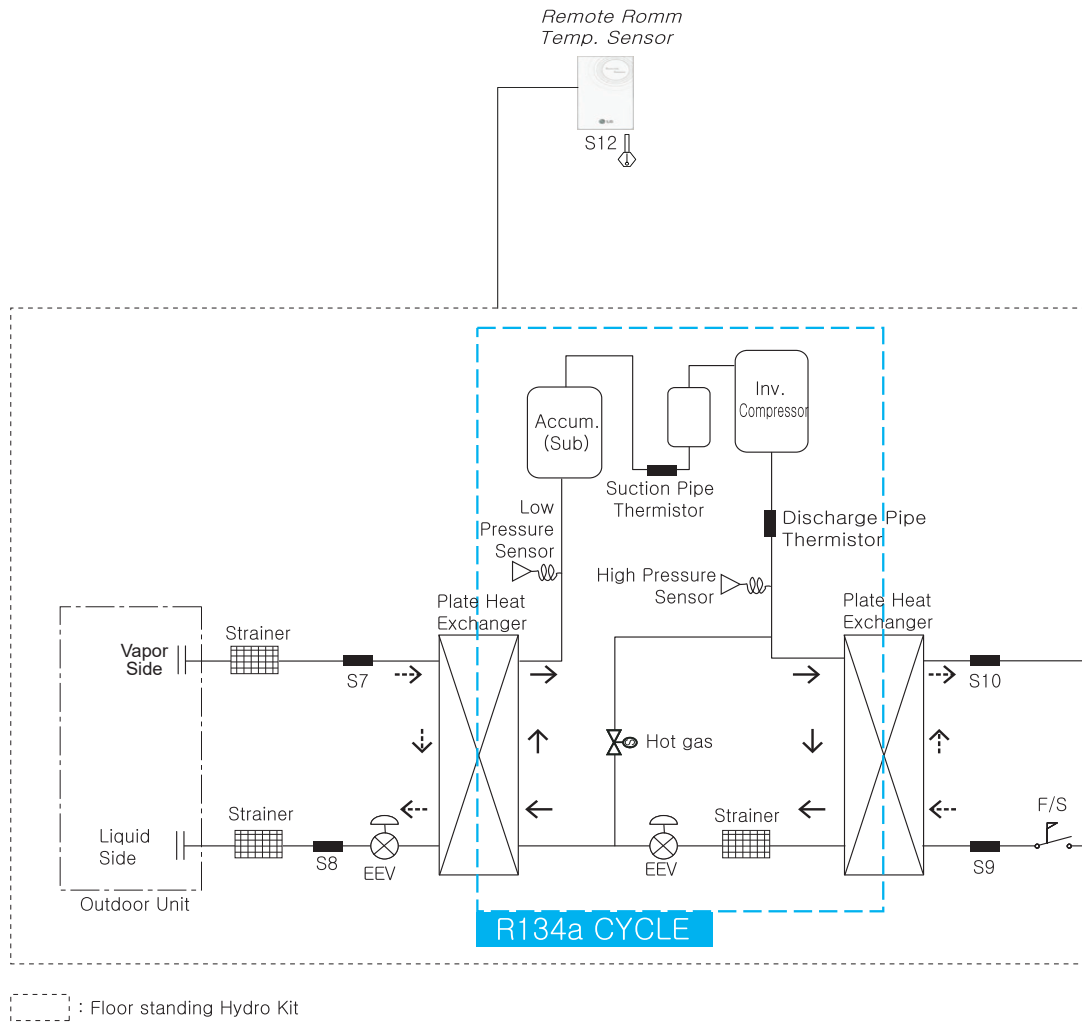 Remote Romm
Temp. Sensor
S12
Accum.
(Sub)
Inv.
Compressor
Suction Pipe
Thermistor
Low
Pressure
Sensor
Discharge Pipe
Thermistor
High Pressure
Sensor
Plate Heat
Exchanger
Plate Heat
Exchanger
Strainer
Vapor
Side
S7
S10
Hot gas
Strainer
Liquid
Side
S8
EEV
EEV
Strainer
F/S
S9
Outdoor Unit
R134a CYCLE
: Floor standing Hydro Kit